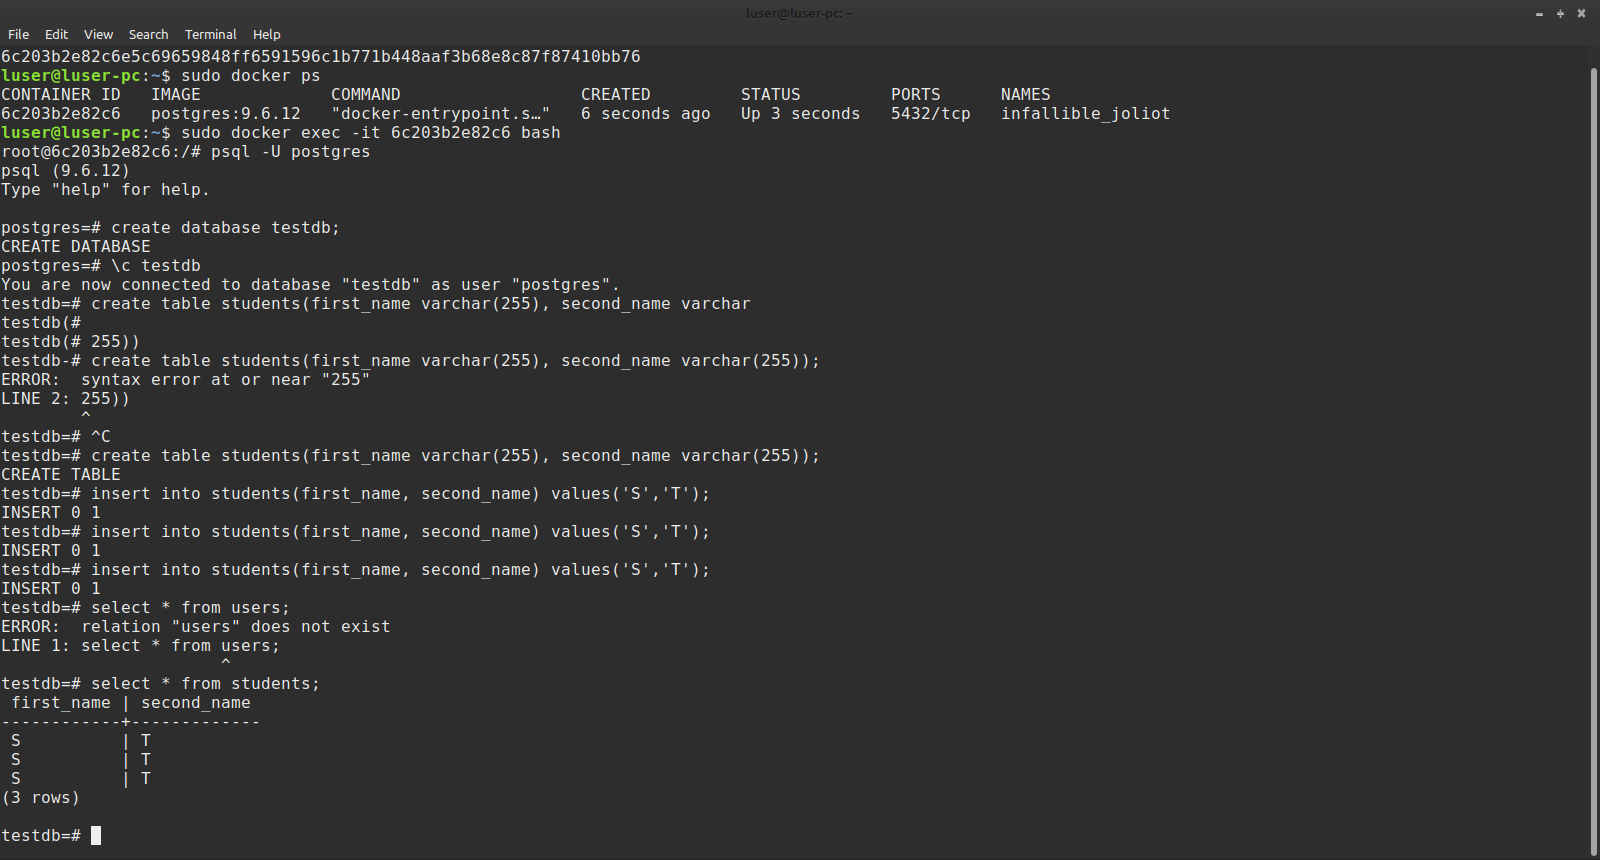 luser@luser-pc: ~
File Edit View Search Terminal Help
6c203b2e82c6e5c69659848ff6591596c1b771b448aaf3b68e8c87f87410bb76
luser@luser-pc:~$ sudo docker ps
CONTAINER ID   IMAGE             COMMAND                  CREATED         STATUS         PORTS      NAMES
6c203b2e82c6   postgres:9.6.12   "docker-entrypoint.s…"   6 seconds ago   Up 3 seconds   5432/tcp   infallible_joliot
luser@luser-pc:~$ sudo docker exec -it 6c203b2e82c6 bash
root@6c203b2e82c6:/# psql -U postgres
psql (9.6.12)
Type "help" for help.

postgres=# create database testdb;
CREATE DATABASE
postgres=# \c testdb
You are now connected to database "testdb" as user "postgres".
testdb=# create table students(first_name varchar(255), second_name varchar
testdb(#
testdb(# 255))
testdb-# create table students(first_name varchar(255), second_name varchar(255));
ERROR:  syntax error at or near "255"
LINE 2: 255))
        ^
testdb=# ^C
testdb=# create table students(first_name varchar(255), second_name varchar(255));
CREATE TABLE
testdb=# insert into students(first_name, second_name) values('S','T');
INSERT 0 1
testdb=# insert into students(first_name, second_name) values('S','T');
INSERT 0 1
testdb=# insert into students(first_name, second_name) values('S','T');
INSERT 0 1
testdb=# select * from users;
ERROR:  relation "users" does not exist
LINE 1: select * from users;
                      ^
testdb=# select * from students;
 first_name | second_name
------------+-------------
 S          | T
 S          | T
 S          | T
(3 rows)

testdb=#